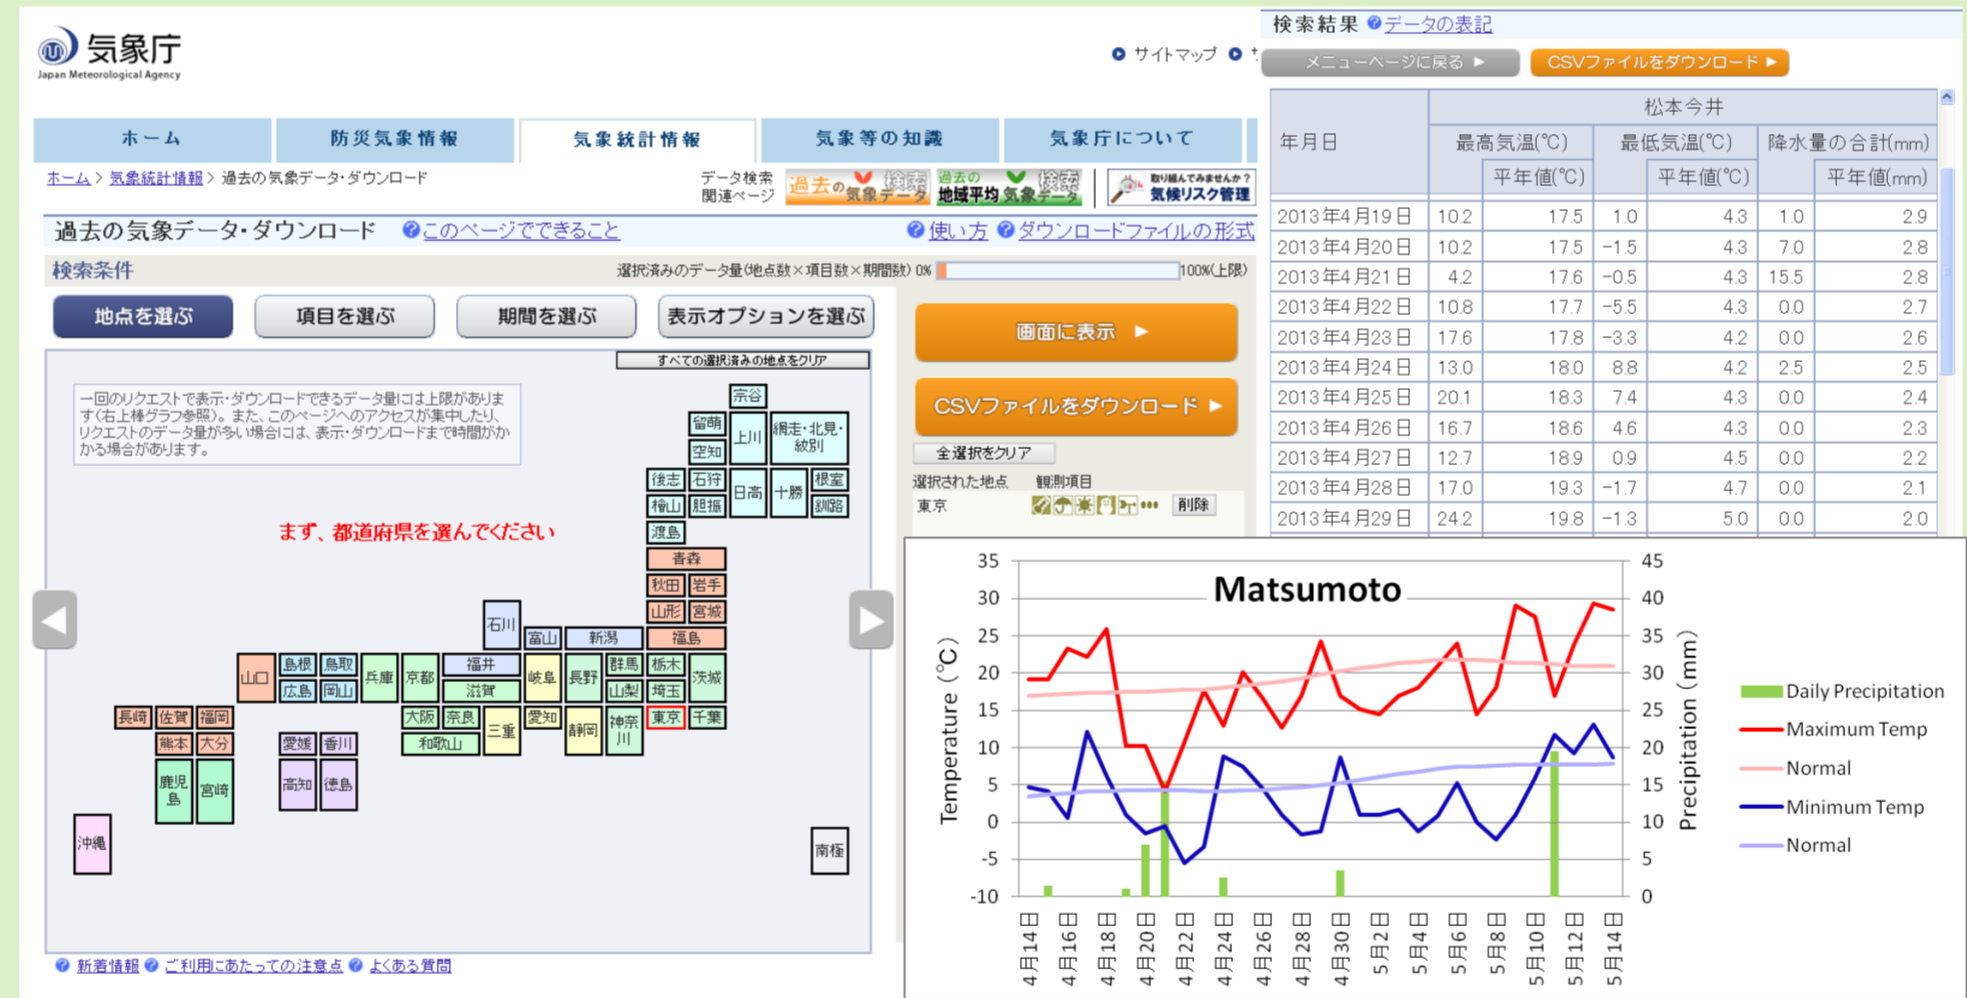 気象庁
Japan Meteorological Agency
サイトマップ
ホーム
防災気象情報
気象統計情報
気象等の知識
気象庁について
ホーム > 気象統計情報 > 過去の気象データ・ダウンロード
データ検索
関連ページ
過去の気象データ検索
過去の地域平均気象データ検索
取り組んでみませんか?
気候リスク管理
過去の気象データ・ダウンロード
このページでできること
使い方
ダウンロードファイルの形式
検索条件
選択済みのデータ量(地点数×項目数×期間数) 0%
100%(上限)
地点を選ぶ
項目を選ぶ
期間を選ぶ
表示オプションを選ぶ
すべての選択済みの地点をクリア
一回のリクエストで表示・ダウンロードできるデータ量には上限がありま
す(右上棒グラフ参照)。また、このページへのアクセスが集中したり、
リクエストのデータ量が多い場合には、表示・ダウンロードまで時間がか
かる場合があります。
まず、都道府県を選んでください
宗谷
留萌
上川
網走・北見・
紋別
空知
後志
石狩
日高
十勝
根室
檜山
胆振
釧路
渡島
青森
秋田
岩手
山形
宮城
石川
富山
新潟
福島
山口
島根
鳥取
兵庫
京都
福井
岐阜
長野
群馬
栃木
茨城
広島
岡山
滋賀
山梨
埼玉
長崎
佐賀
福岡
大阪
奈良
三重
愛知
静岡
神奈
川
東京
千葉
熊本
大分
愛媛
香川
和歌山
鹿児
島
宮崎
高知
徳島
沖縄
南極
新着情報
ご利用にあたっての注意点
よくある質問
画面に表示
CSVファイルをダウンロード
全選択をクリア
選択された地点 観測項目
東京
削除
検索結果
データの表記
メニューページに戻る
CSVファイルをダウンロード
年月日
松本今井
最高気温(℃) 最低気温(℃) 降水量の合計(mm)
平年値(℃) 平年値(℃) 平年値(mm)
2013年4月19日 10.2 17.5 1.0 4.3 1.0 2.9
2013年4月20日 10.2 17.5 −1.5 4.3 7.0 2.8
2013年4月21日 4.2 17.6 −0.5 4.3 15.5 2.8
2013年4月22日 10.8 17.7 −5.5 4.3 0.0 2.7
2013年4月23日 17.6 17.8 −3.3 4.2 0.0 2.6
2013年4月24日 13.0 18.0 8.8 4.2 2.5 2.5
2013年4月25日 20.1 18.3 7.4 4.3 0.0 2.4
2013年4月26日 16.7 18.6 4.6 4.3 0.0 2.3
2013年4月27日 12.7 18.9 0.9 4.5 0.0 2.2
2013年4月28日 17.0 19.3 −1.7 4.7 0.0 2.1
2013年4月29日 24.2 19.8 −1.3 5.0 0.0 2.0
Matsumoto
Temperature (℃)
35
30
25
20
15
10
5
0
-5
-10
45
40
35
30
25
20
15
10
5
0
Precipitation (mm)
4月14日
4月16日
4月18日
4月20日
4月22日
4月24日
4月26日
4月28日
4月30日
5月2日
5月4日
5月6日
5月8日
5月10日
5月12日
5月14日
Daily Precipitation
Maximum Temp
Normal
Minimum Temp
Normal